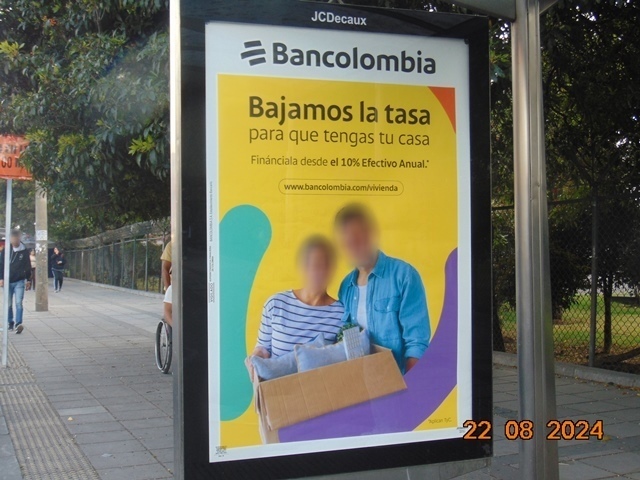 JCDecaux
Bancolombia
Bajamos la tasa
para que tengas tu casa
Fináncialа desde el 10% Efectivo Anual.*
www.bancolombia.com/vivienda
22 08 2024